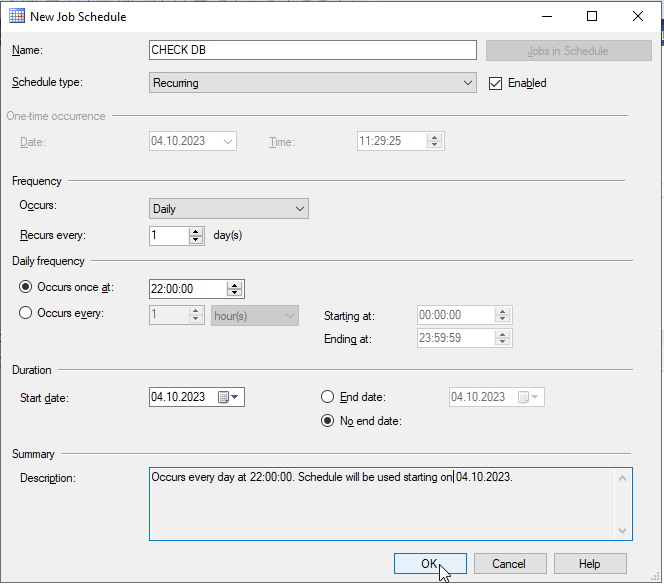 New Job Schedule
Name: CHECK DB Jobs in Schedule
Schedule type: Recurring Enabled
One-time occurrence
Date: 04.10.2023 Time: 11:29:25
Frequency
Occurs: Daily
Recurs every: 1 day(s)
Daily frequency
Occurs once at: 22:00:00
Occurs every: 1 hour(s) Starting at: 00:00:00
Ending at: 23:59:59
Duration
Start date: 04.10.2023 End date: 04.10.2023
No end date:
Summary
Description: Occurs every day at 22:00:00. Schedule will be used starting on 04.10.2023.
OK Cancel Help